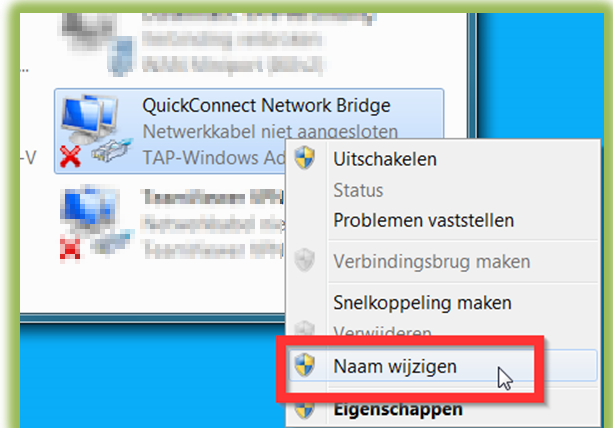 QuickConnect Network Bridge
Netwerkkabel niet aangesloten
-V
TAP-Windows Ad
Uitschakelen
Status
Problemen vaststellen
Verbindingsbrug maken
Snelkoppeling maken
Verwijderen
Naam wijzigen
Eigenschappen